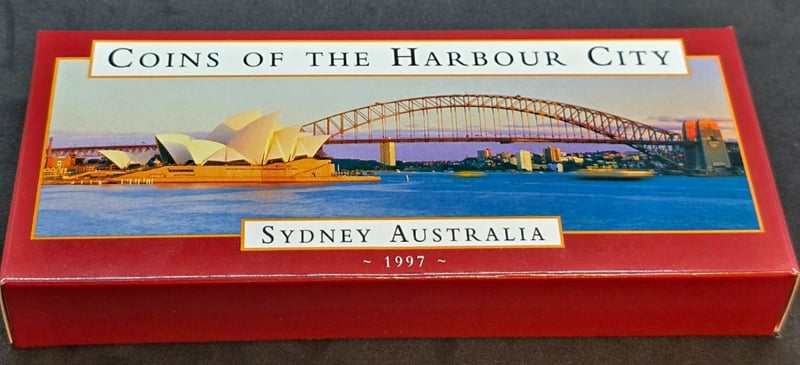 COINS OF THE HARBOUR CITY
SYDNEY AUSTRALIA
~ 1997 ~